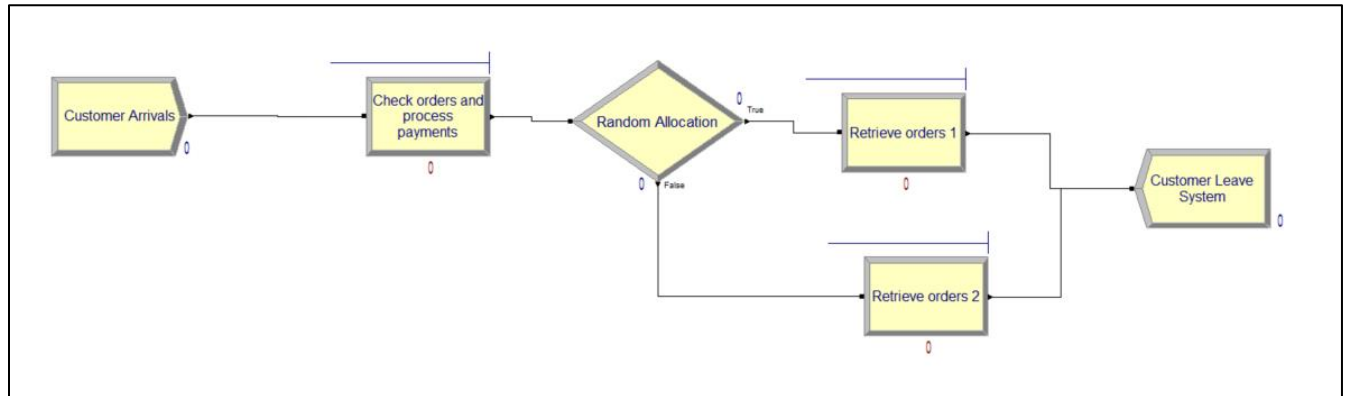 Customer Arrivals
0
Check orders and
process
payments
0
Random Allocation
0
True
0
False
Retrieve orders 1
0
Retrieve orders 2
0
Customer Leave
System
0